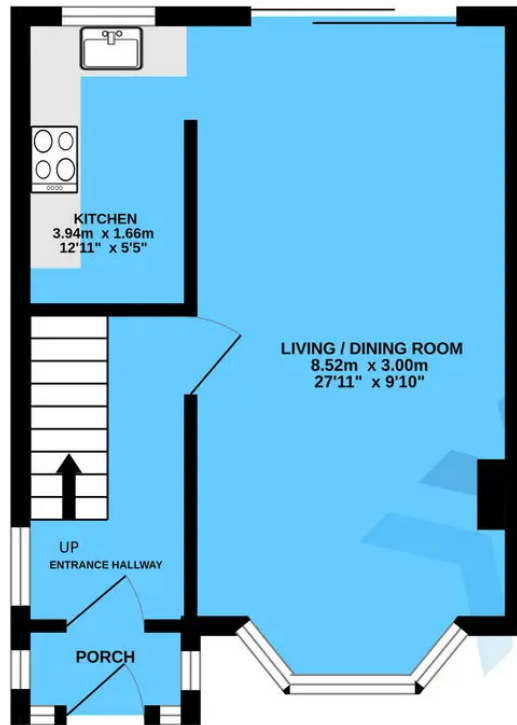 KITCHEN
3.94m x 1.66m
12'11" x 5'5"
LIVING / DINING ROOM
8.52m x 3.00m
27'11" x 9'10"
UP
ENTRANCE HALLWAY
PORCH